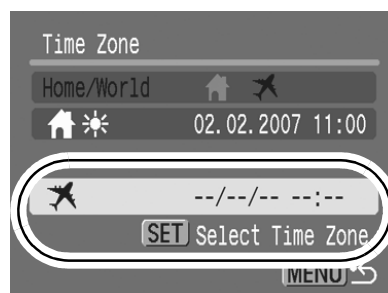 Time Zone
Home/World
02.02.2007 11:00
--/--/-- --:--
SET Select Time Zone
MENU